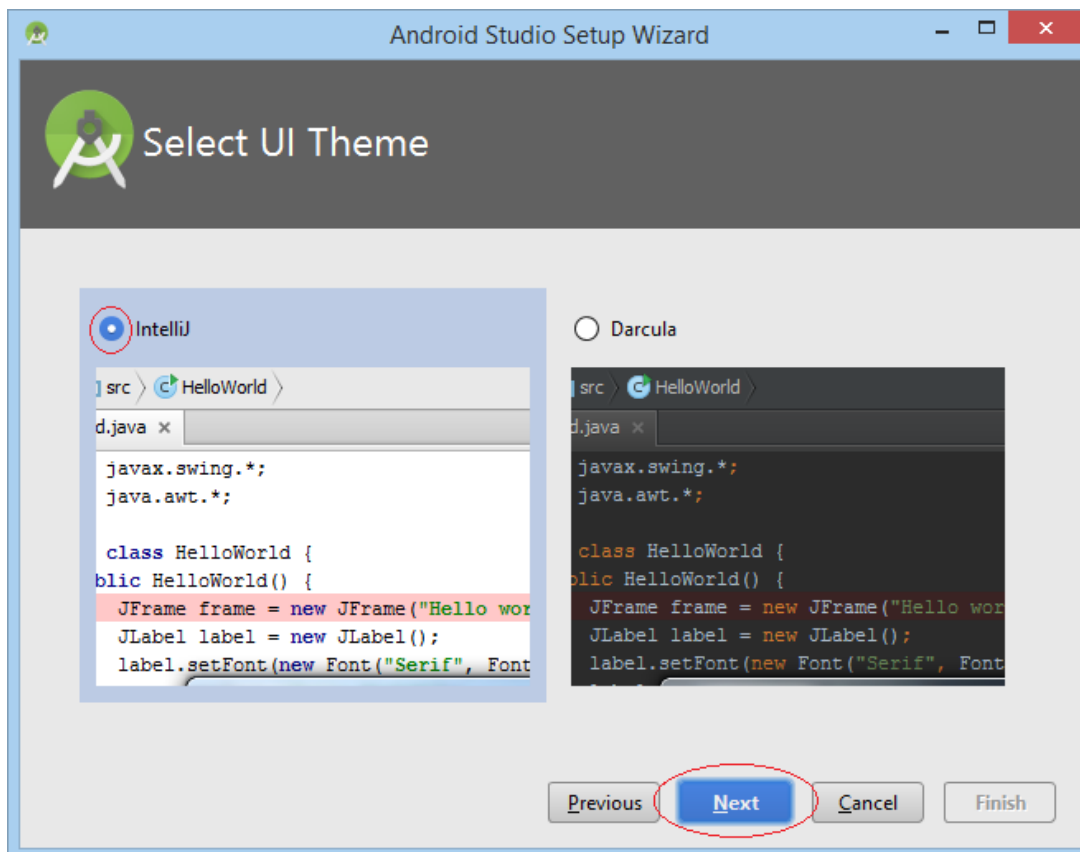 Android Studio Setup Wizard
Select UI Theme
IntelliJ
src HelloWorld
d.java
javax.swing.*;
java.awt.*;
class HelloWorld {
blic HelloWorld() {
JFrame frame = new JFrame("Hello wor
JLabel label = new JLabel();
label.setFont(new Font("Serif", Font
Darcula
src HelloWorld
d.java
javax.swing.*;
java.awt.*;
class HelloWorld {
blic HelloWorld() {
JFrame frame = new JFrame("Hello wor
JLabel label = new JLabel();
label.setFont(new Font("Serif", Font
Previous Next Cancel Finish